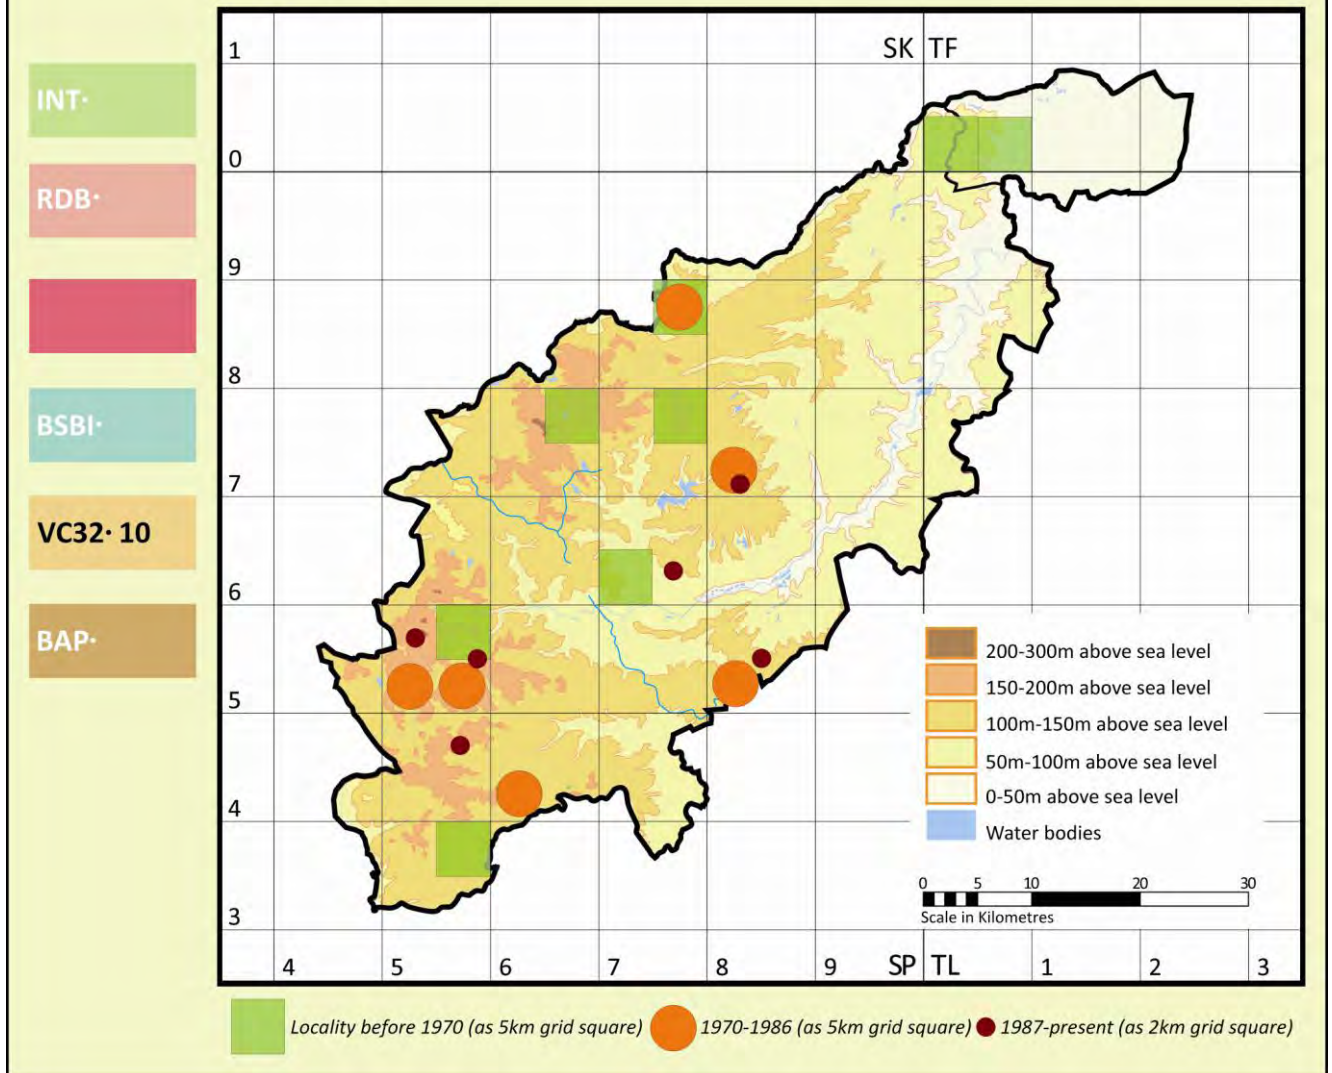 INT·
RDB·
BSBI·
VC32· 10
BAP·
SK TF
1
0
9
8
7
6
5
4
3
4 5 6 7 8 9 SP TL 1 2 3
200-300m above sea level
150-200m above sea level
100m-150m above sea level
50m-100m above sea level
0-50m above sea level
Water bodies
0 5 10 20 30
Scale in Kilometres
Locality before 1970 (as 5km grid square) 1970-1986 (as 5km grid square) 1987-present (as 2km grid square)